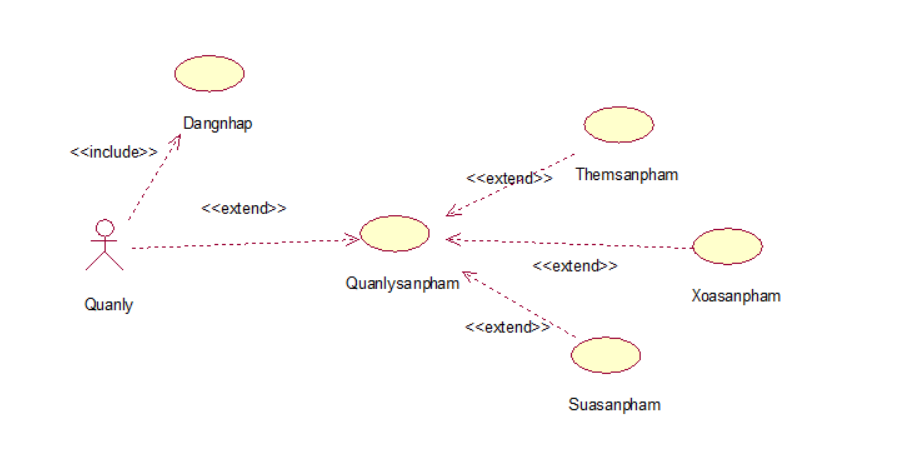 Dangnhap
<<include>>
<<extend>>
Quanly
Quanlysanpham
<<extend>>
Themsanpham
<<extend>>
Xoasanpham
<<extend>>
Suasanpham